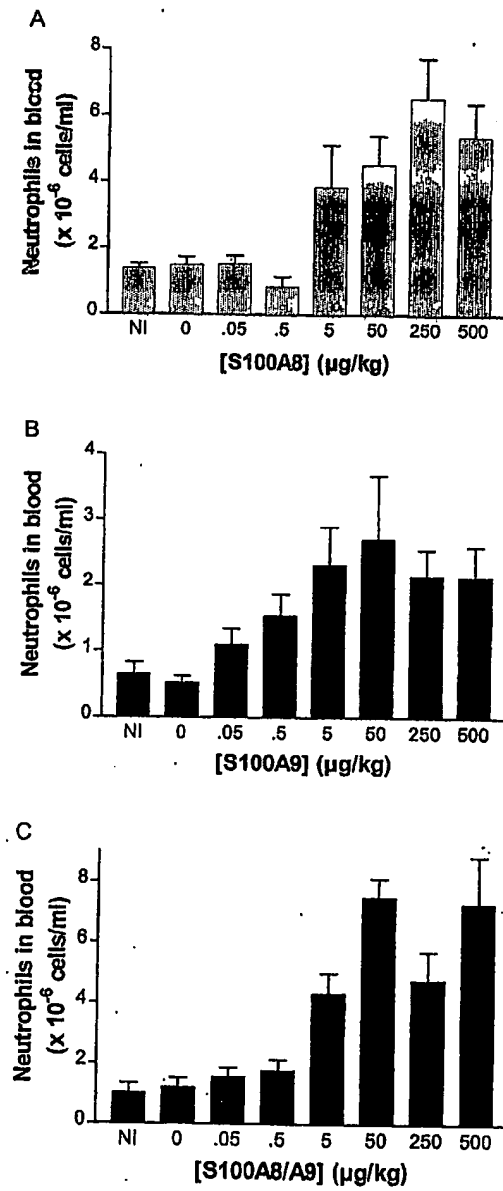 A
Neutrophils in blood
(x 10⁻⁶ cells/ml)
8
6
4
2
0
NI 0 .05 .5 5 50 250 500
[S100A8] (µg/kg)
B
Neutrophils in blood
(x 10⁻⁶ cells/ml)
4
3
2
1
0
NI 0 .05 .5 5 50 250 500
[S100A9] (µg/kg)
C
Neutrophils in blood
(x 10⁻⁶ cells/ml)
8
6
4
2
0
NI 0 .05 .5 5 50 250 500
[S100A8/A9] (µg/kg)